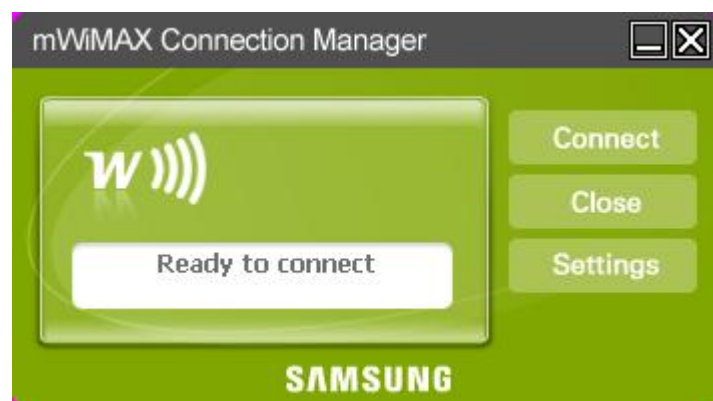 mWiMAX Connection Manager
w
Connect
Close
Ready to connect
Settings
SAMSUNG